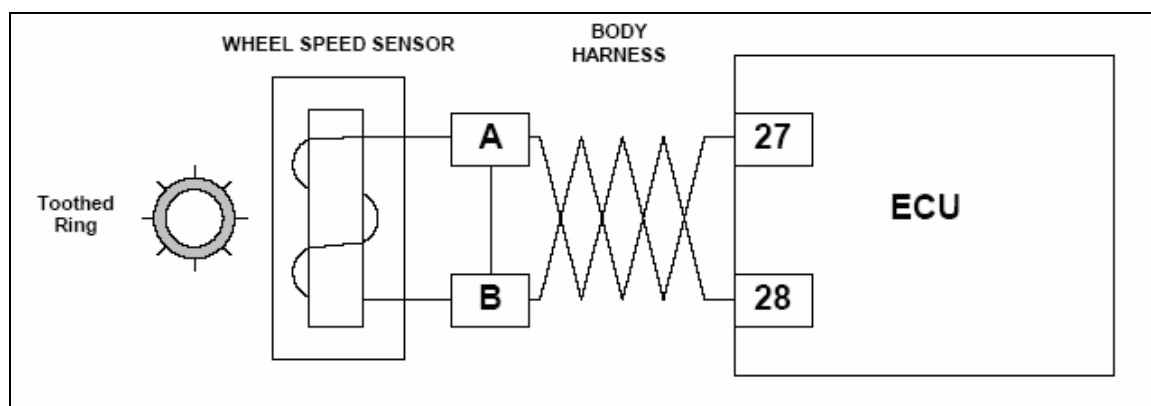 WHEEL SPEED SENSOR
BODY
HARNESS
Toothed
Ring
A
B
27
28
ECU